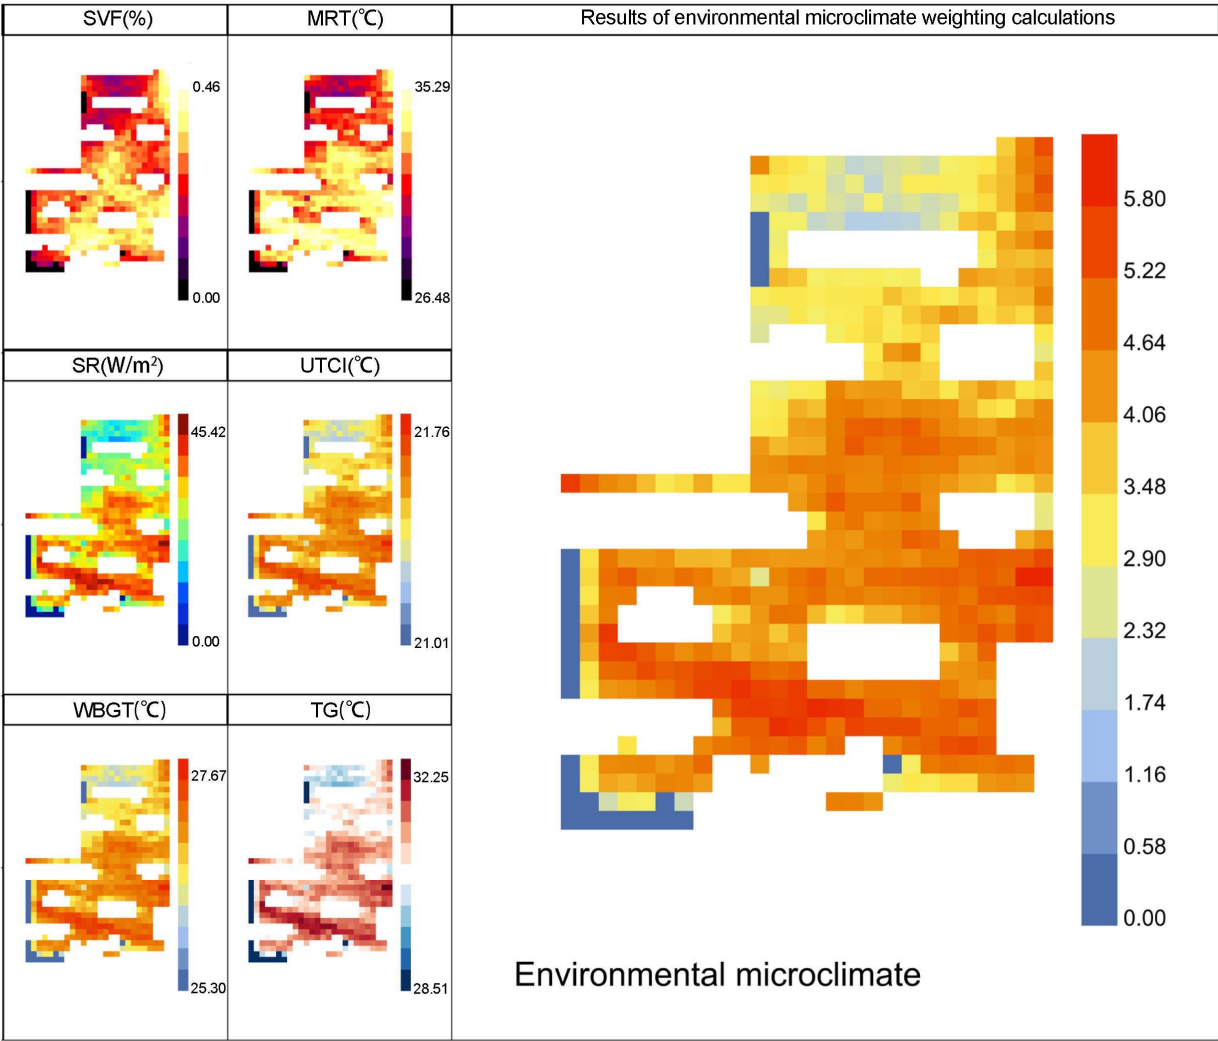 SVF(%)
MRT(℃)
Results of environmental microclimate weighting calculations
0.46
0.00
35.29
26.48
5.80
5.22
4.64
4.06
3.48
2.90
2.32
1.74
1.16
0.58
0.00
SR(W/m²)
UTCI(℃)
45.42
0.00
21.76
21.01
WBGT(℃)
TG(℃)
27.67
25.30
32.25
28.51
Environmental microclimate